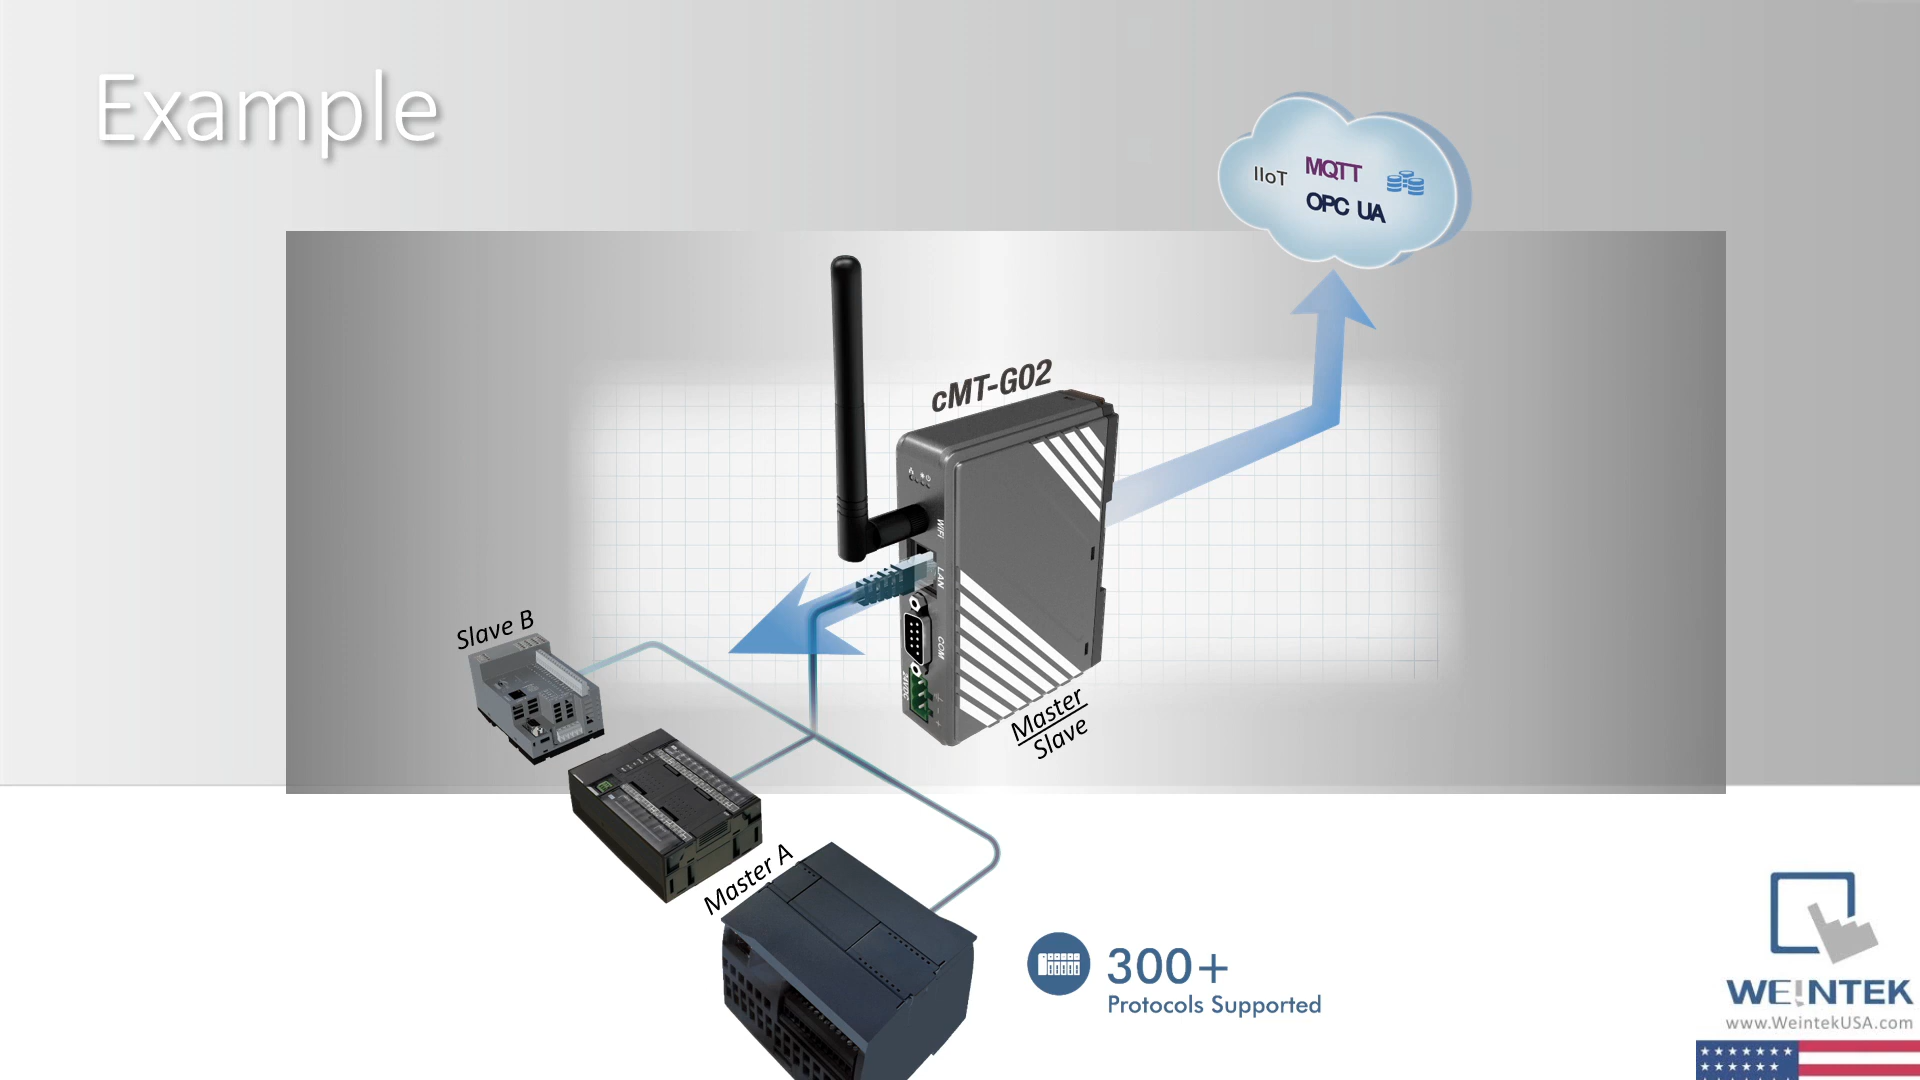 Example
IIoT
MQTT
OPC UA
cMT-G02
WiFi
LAN
COM
24VDC
Master
Slave
Slave B
Master A
300+
Protocols Supported
WEINTEK
www.WeintekUSA.com